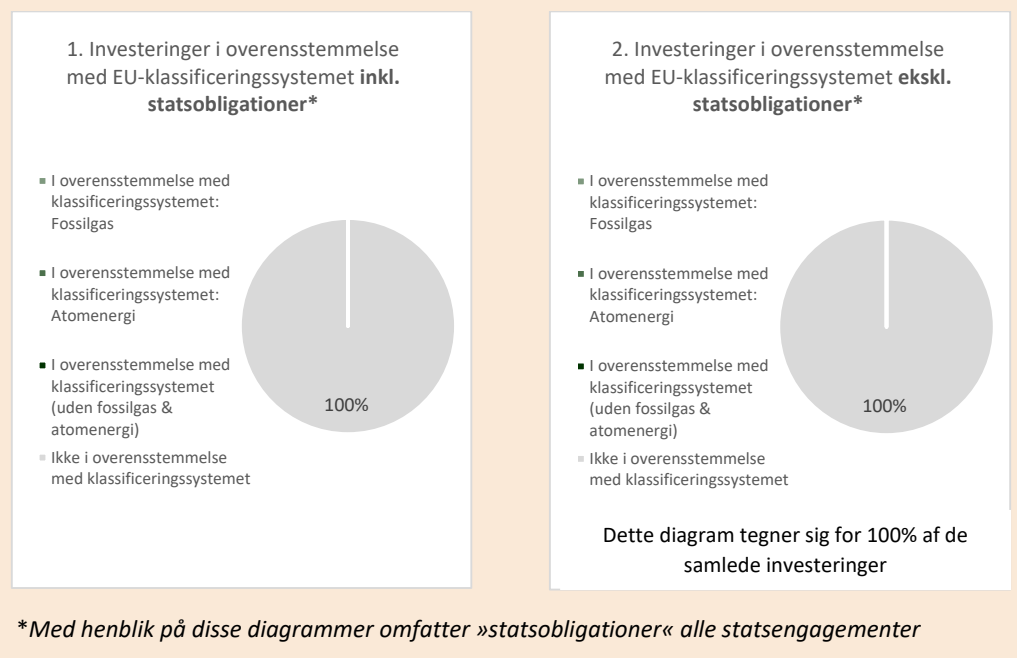 1. Investeringer i overensstemmelse
med EU-klassificeringssystemet inkl.
statsobligationer*
I overensstemmelse med
klassificeringssystemet:
Fossilgas
I overensstemmelse med
klassificeringssystemet:
Atomenergi
I overensstemmelse med
klassificeringssystemet
(uden fossilgas &
atomenergi)
Ikke i overensstemmelse
med klassificeringssystemet
100%
2. Investeringer i overensstemmelse
med EU-klassificeringssystemet ekskl.
statsobligationer*
I overensstemmelse med
klassificeringssystemet:
Fossilgas
I overensstemmelse med
klassificeringssystemet:
Atomenergi
I overensstemmelse med
klassificeringssystemet
(uden fossilgas &
atomenergi)
Ikke i overensstemmelse
med klassificeringssystemet
100%
Dette diagram tegner sig for 100% af de
samlede investeringer
*Med henblik på disse diagrammer omfatter »statsobligationer« alle statsengagementer